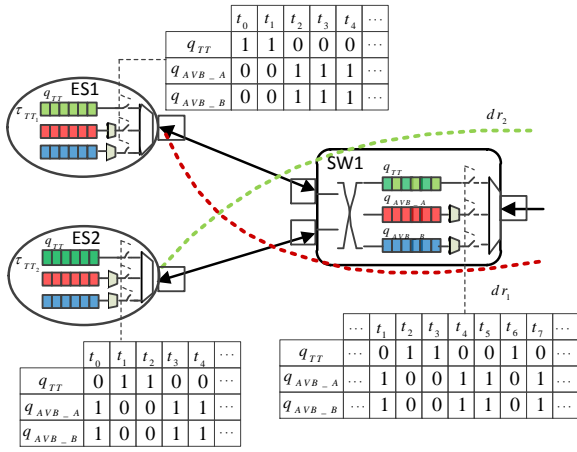 t0 t1 t2 t3 t4 ⋯
qTT 1 1 0 0 0 ⋯
qAVB_A 0 0 1 1 1 ⋯
qAVB_B 0 0 1 1 1 ⋯
ES1
qTT
τTT1
dr2
SW1
qTT
qAVB_A
qAVB_B
ES2
qTT
τTT2
dr1
⋯ t1 t2 t3 t4 t5 t6 t7 ⋯
qTT ⋯ 0 1 1 0 0 1 0 ⋯
qAVB_A ⋯ 1 0 0 1 1 0 1 ⋯
qAVB_B ⋯ 1 0 0 1 1 0 1 ⋯
t0 t1 t2 t3 t4 ⋯
qTT 0 1 1 0 0 ⋯
qAVB_A 1 0 0 1 1 ⋯
qAVB_B 1 0 0 1 1 ⋯